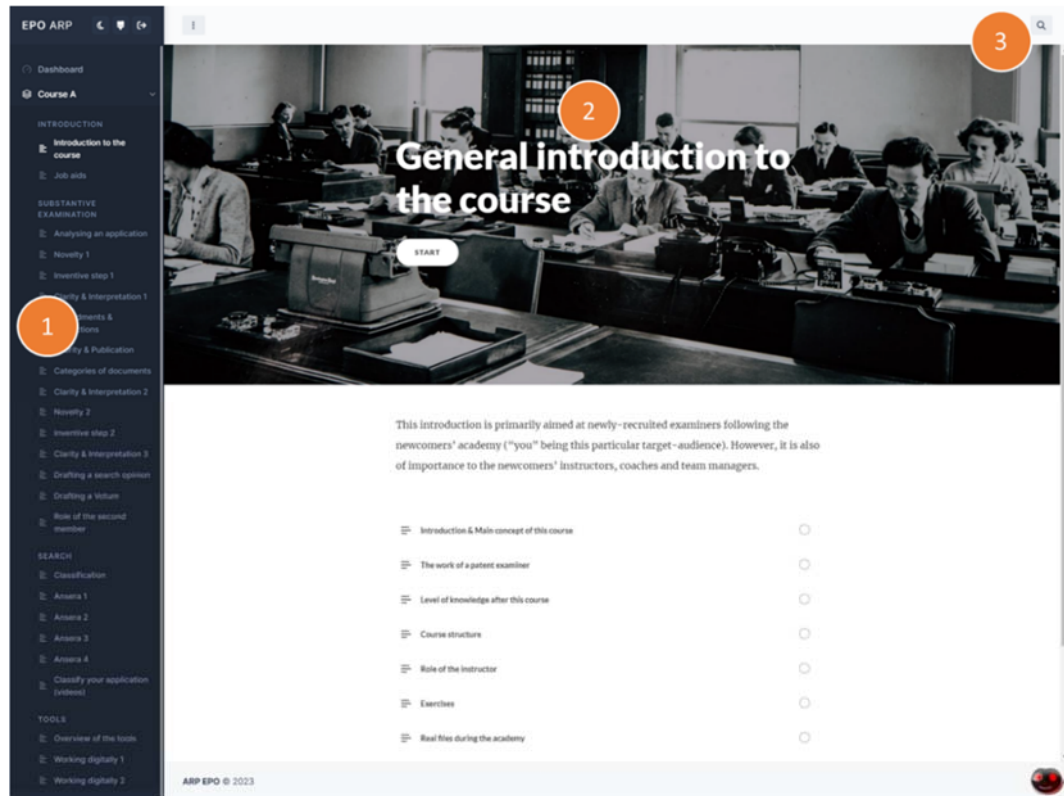 EPO ARP
Dashboard
Course A
INTRODUCTION
Introduction to the
course
Job aids
SUBSTANTIVE
EXAMINATION
Analysing an application
Novelty 1
Inventive step 1
Clarity & Interpretation 1
1
& Publication
Categories of documents
Clarity & Interpretation 2
Novelty 2
Inventive step 2
Clarity & Interpretation 3
Drafting a search opinion
Drafting a Votum
Role of the second
member
SEARCH
Classification
Ansera 1
Ansera 2
Ansera 3
Ansera 4
Classify your application
(videos)
TOOLS
Overview of the tools
Working digitally 1
Working digitally 2
3
2
General introduction to
the course
START
This introduction is primarily aimed at newly-recruited examiners following the
newcomers’ academy (“you” being this particular target-audience). However, it is also
of importance to the newcomers’ instructors, coaches and team managers.
Introduction & Main concept of this course
The work of a patent examiner
Level of knowledge after this course
Course structure
Role of the instructor
Exercises
Real files during the academy
ARP EPO © 2023